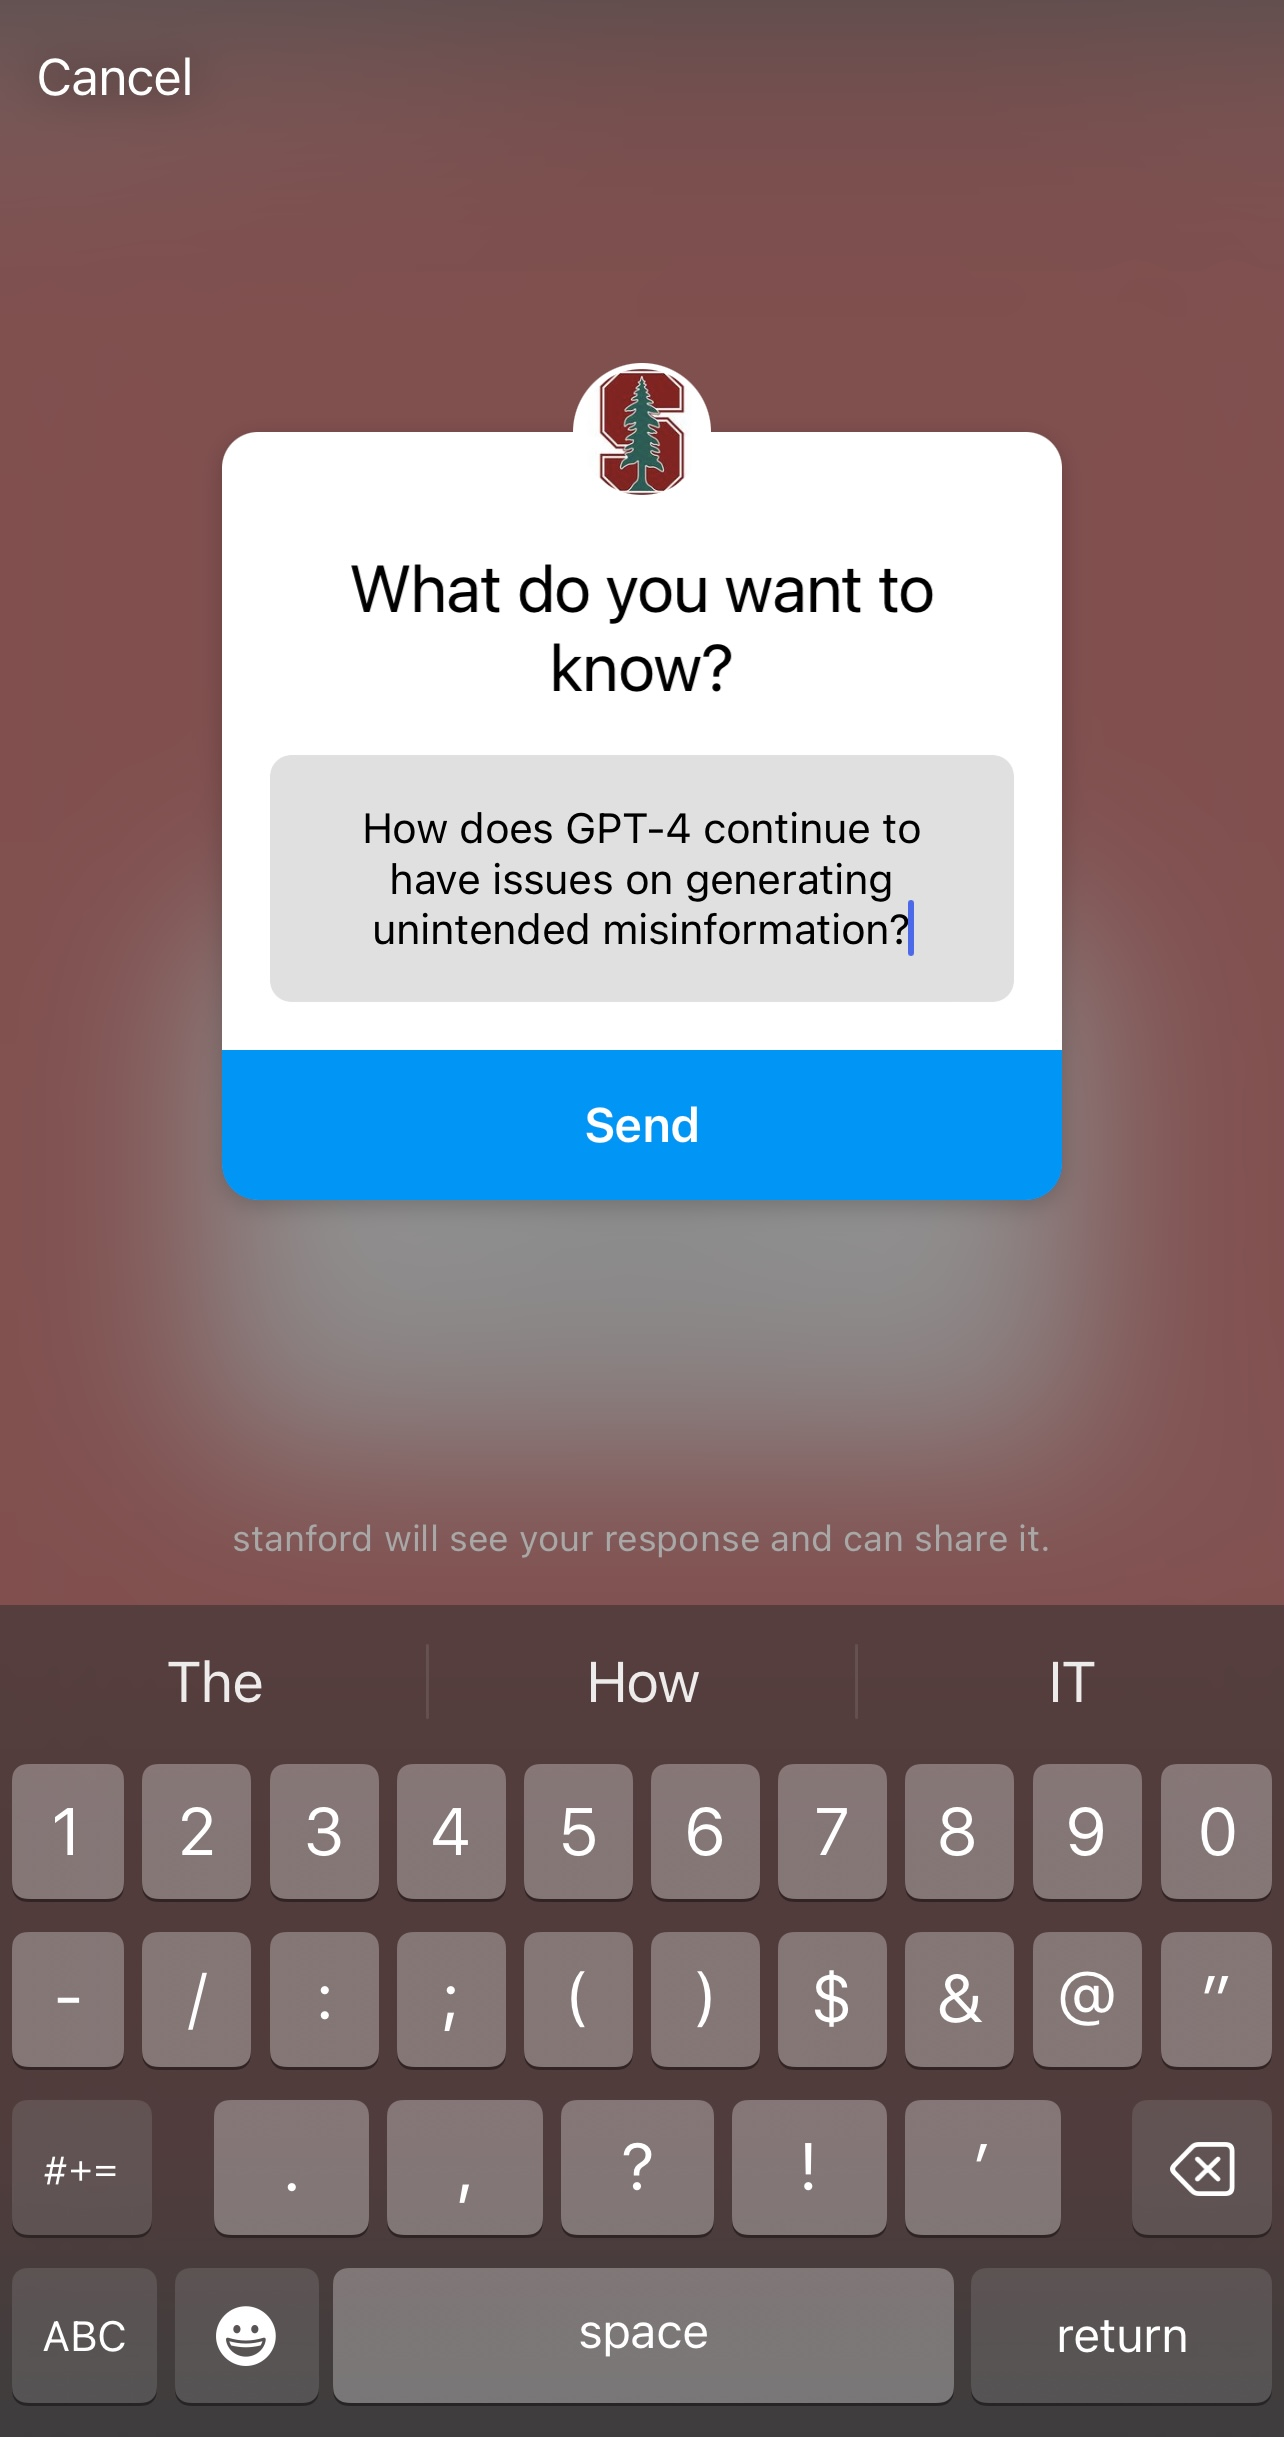 Cancel
What do you want to
know?
How does GPT-4 continue to
have issues on generating
unintended misinformation?
Send
stanford will see your response and can share it.
The How IT
1 2 3 4 5 6 7 8 9 0
- / : ; ( ) $ & @ "
#+= . , ? ! '
ABC space return